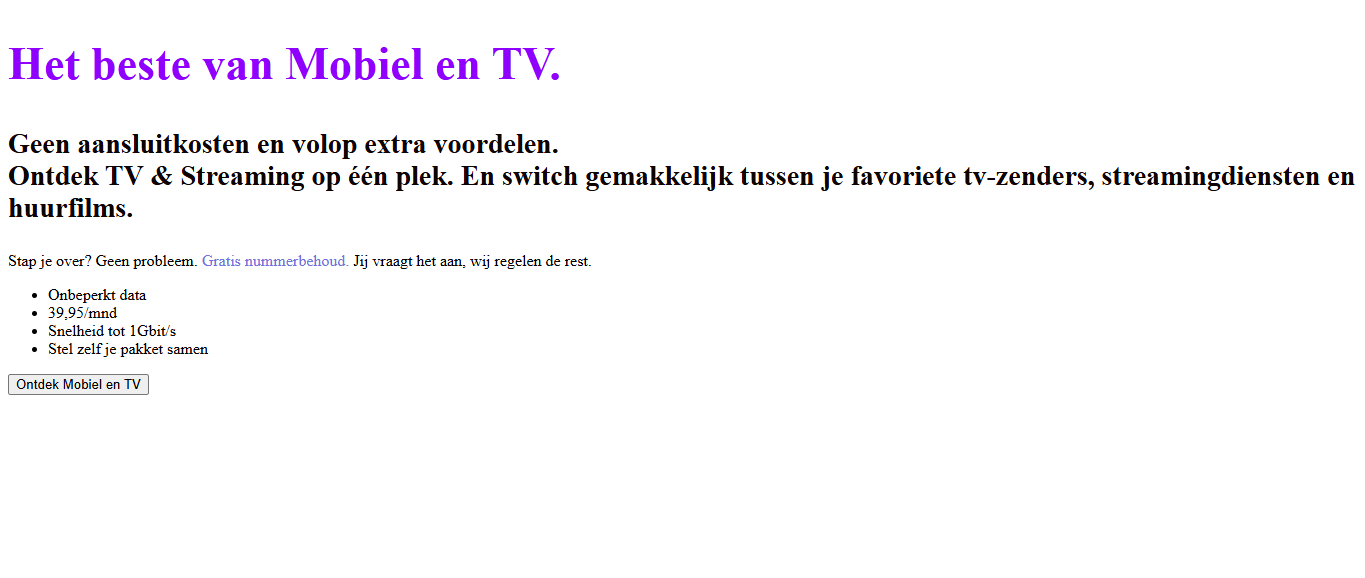 Het beste van Mobiel en TV.
Geen aansluitkosten en volop extra voordelen.
Ontdek TV & Streaming op één plek. En switch gemakkelijk tussen je favoriete tv-zenders, streamingdiensten en
huurfilms.
Stap je over? Geen probleem. Gratis nummerbehoud. Jij vraagt het aan, wij regelen de rest.
Onbeperkt data
39,95/mnd
Snelheid tot 1Gbit/s
Stel zelf je pakket samen
Ontdek Mobiel en TV